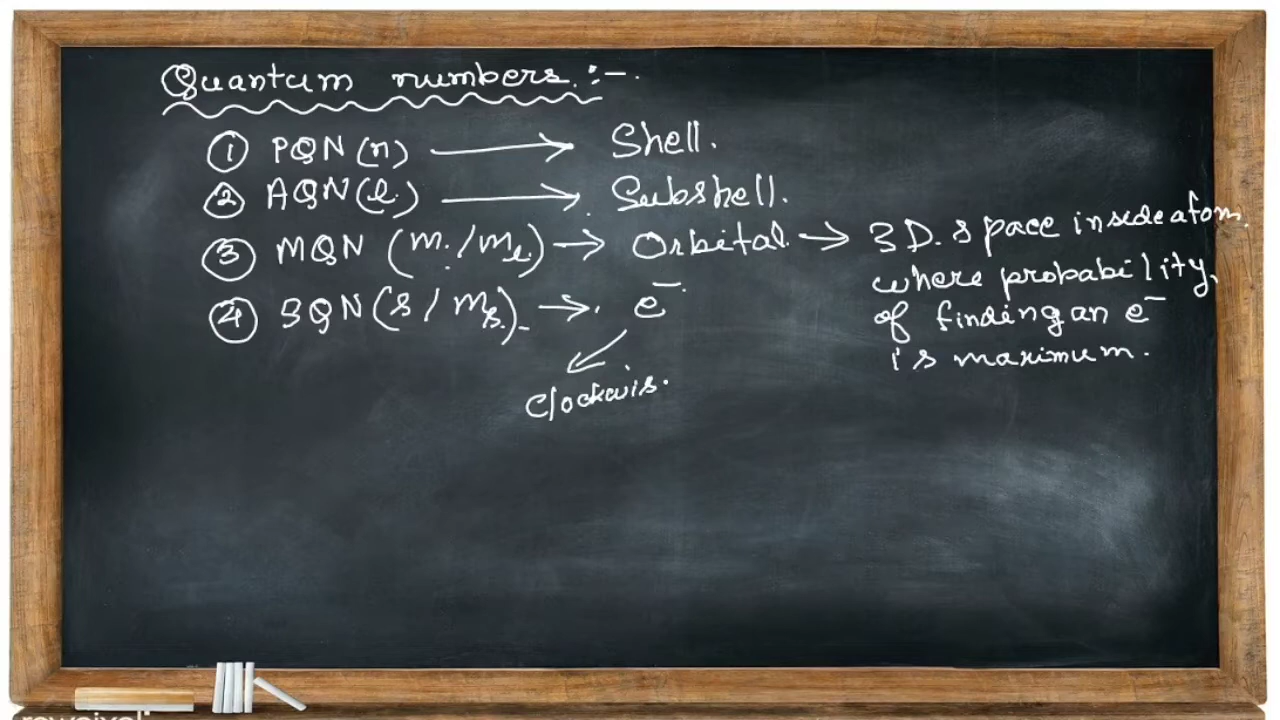 Quantum numbers :-.
① PQN (n) ⟶ Shell.
② AQN (l) ⟶ Subshell.
③ MQN (m/mₗ) → Orbital. → 3D. space inside atom.
where probability,
of finding an e⁻
is maximum.
④ SQN (s/mₛ) → e⁻.
Clockwis.